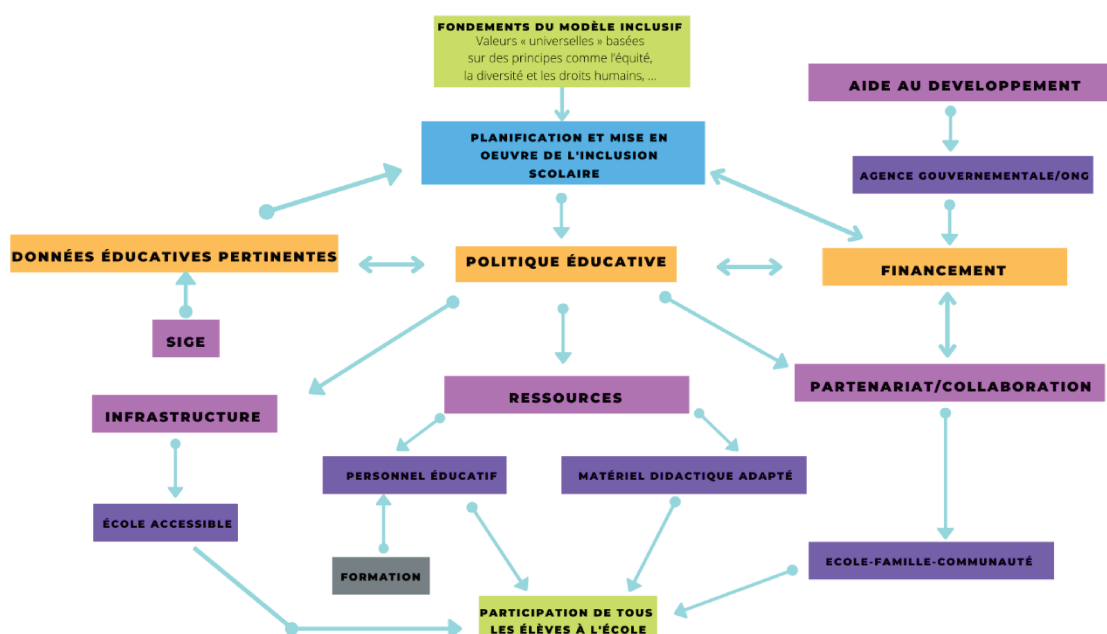 FONDEMENTS DU MODÈLE INCLUSIF
Valeurs « universelles » basées
sur des principes comme l'équité,
la diversité et les droits humains, ...
AIDE AU DEVELOPPEMENT
PLANIFICATION ET MISE EN
OEUVRE DE L'INCLUSION
SCOLAIRE
AGENCE GOUVERNEMENTALE/ONG
DONNÉES ÉDUCATIVES PERTINENTES
POLITIQUE ÉDUCATIVE
FINANCEMENT
SIGE
INFRASTRUCTURE
RESSOURCES
PARTENARIAT/COLLABORATION
PERSONNEL ÉDUCATIF
MATÉRIEL DIDACTIQUE ADAPTÉ
ÉCOLE ACCESSIBLE
FORMATION
ECOLE-FAMILLE-COMMUNAUTÉ
PARTICIPATION DE TOUS
LES ÉLÈVES À L'ÉCOLE